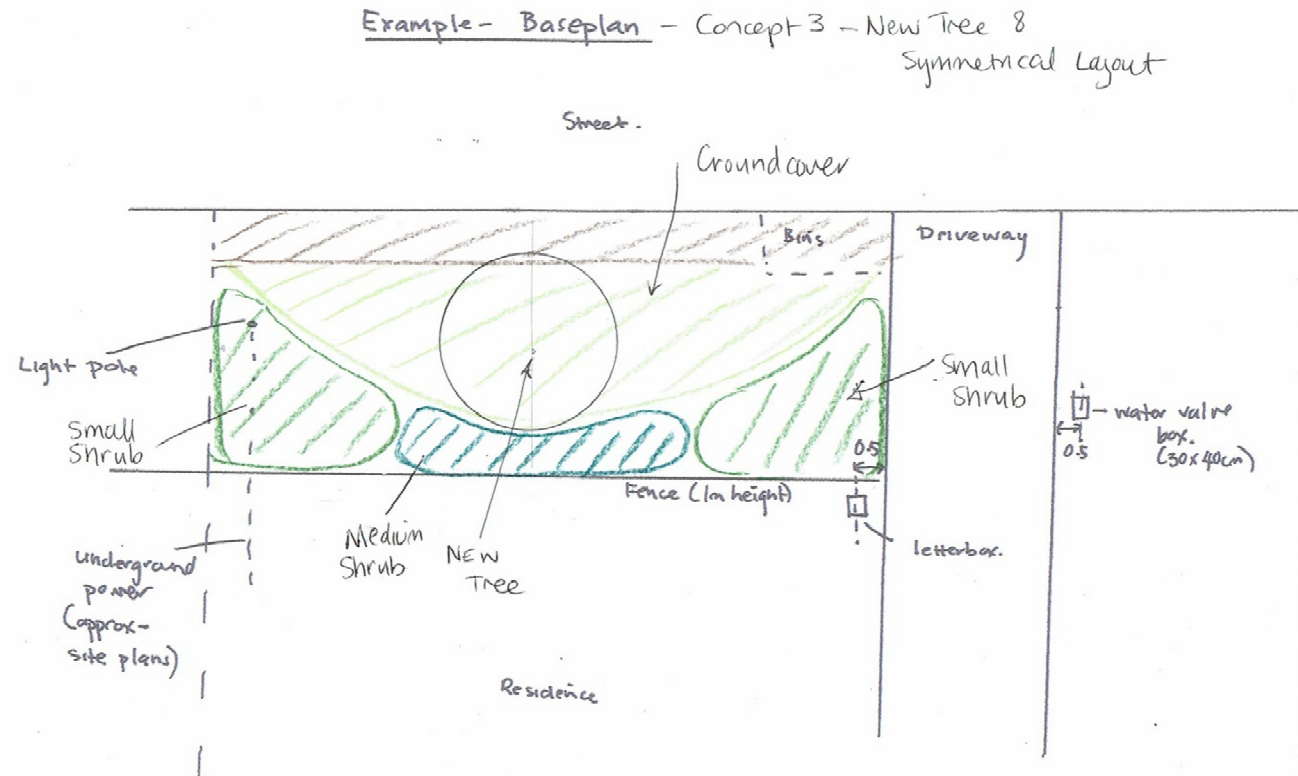 Example - Baseplan - Concept 3 - New Tree &
Symmetrical Layout
Street.
Groundcover
Bins
Driveway
Light pole
Small
Shrub
Small
Shrub
water valve
box.
(30x40cm)
0.5
0.5
Fence (1m height)
letterbox.
Medium
Shrub
NEW
Tree
underground
power
(approx-
site plans)
Residence